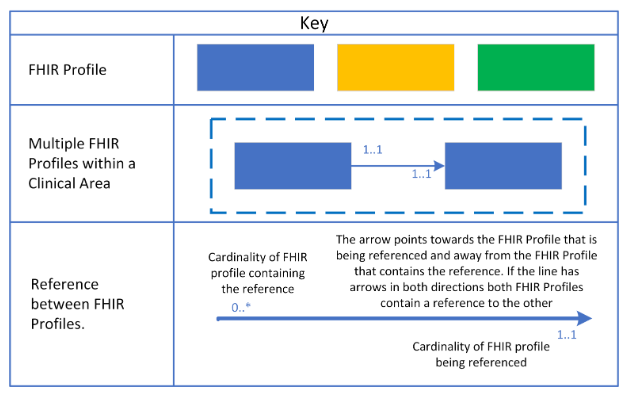 Key
FHIR Profile
Multiple FHIR
Profiles within a
Clinical Area
1..1
1..1
Reference
between FHIR
Profiles.
Cardinality of FHIR
profile containing
the reference
0..*
The arrow points towards the FHIR Profile that is
being referenced and away from the FHIR Profile
that contains the reference. If the line has
arrows in both directions both FHIR Profiles
contain a reference to the other
1..1
Cardinality of FHIR profile
being referenced